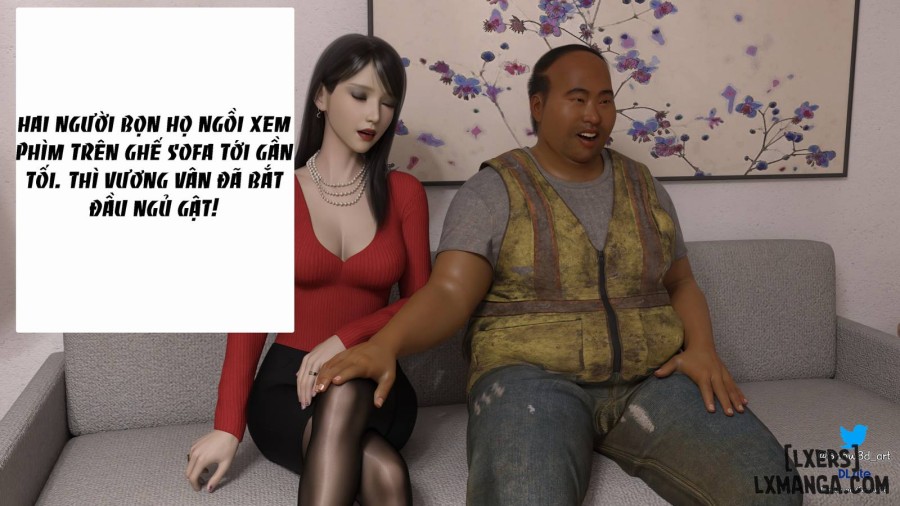 HAI NGƯỜI BỌN HỌ NGỒI XEM
PHÌM TRÊN GHẾ SOFA TỚI GẦN
TỐI. THÌ VƯƠNG VÂN ĐÃ BẮT
ĐẦU NGỦ GẬT!
[LXERS]
LXMANGA.COM